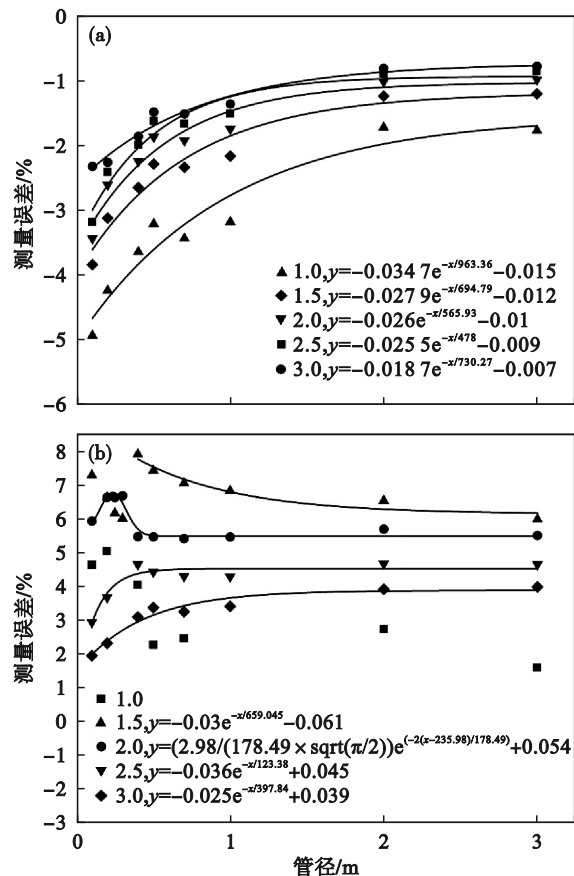 (a)
0
−1
−2
−3
−4
−5
−6
测量误差/%
▲ 1.0,y=−0.034 7e^{−x/963.36}−0.015
◆ 1.5,y=−0.027 9e^{−x/694.79}−0.012
▼ 2.0,y=−0.026e^{−x/565.93}−0.01
■ 2.5,y=−0.025 5e^{−x/478}−0.009
● 3.0,y=−0.018 7e^{−x/730.27}−0.007
(b)
8
7
6
5
4
3
2
1
0
−1
−2
−3
测量误差/%
■ 1.0
▲ 1.5,y=−0.03e^{−x/659.045}−0.061
● 2.0,y=(2.98/(178.49×sqrt(π/2))e^{(−2(x−235.98)/178.49)}+0.054
▼ 2.5,y=−0.036e^{−x/123.38}+0.045
◆ 3.0,y=−0.025e^{−x/397.84}+0.039
0 1 2 3
管径/m